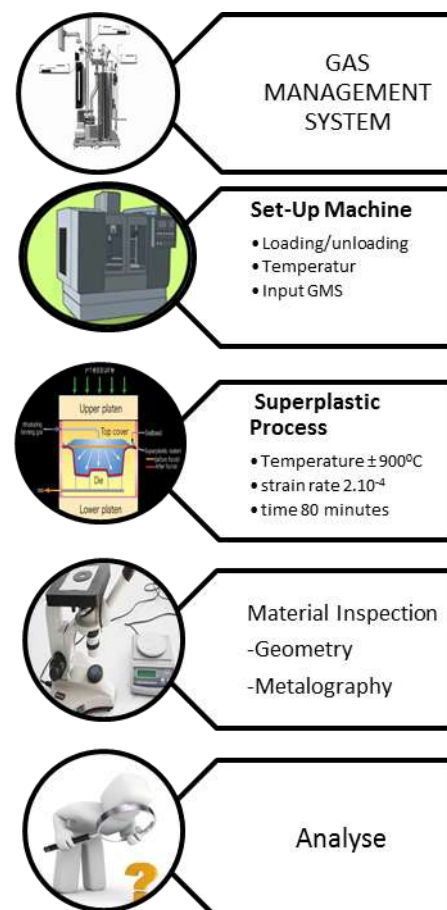 GAS
MANAGEMENT
SYSTEM
Set-Up Machine
• Loading/unloading
• Temperatur
• Input GMS
Pressure
Upper platen
Top cover
Die
Lower platen
Superplastic
Process
• Temperature ± 900⁰C
• strain rate 2.10⁻⁴
• time 80 minutes
Material Inspection
-Geometry
-Metalography
?
Analyse